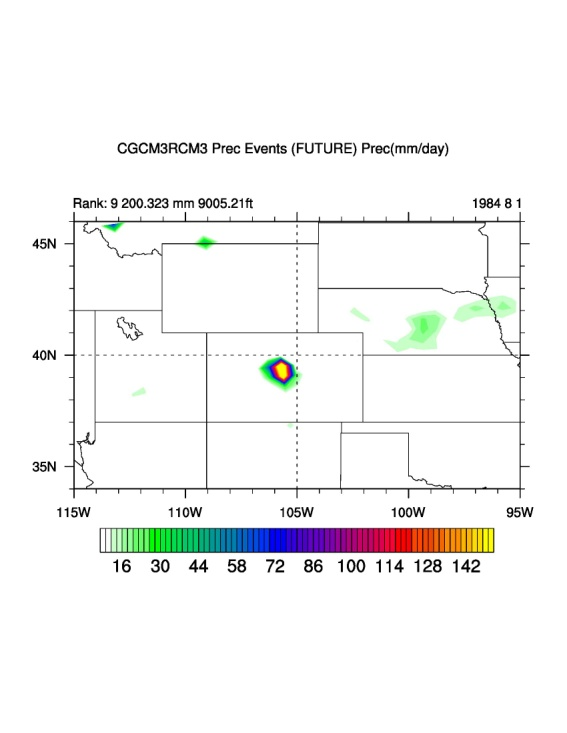 CGCM3RCM3 Prec Events (FUTURE) Prec(mm/day)
Rank: 9 200.323 mm 9005.21ft 1984 8 1
45N
40N
35N
115W 110W 105W 100W 95W
16 30 44 58 72 86 100 114 128 142